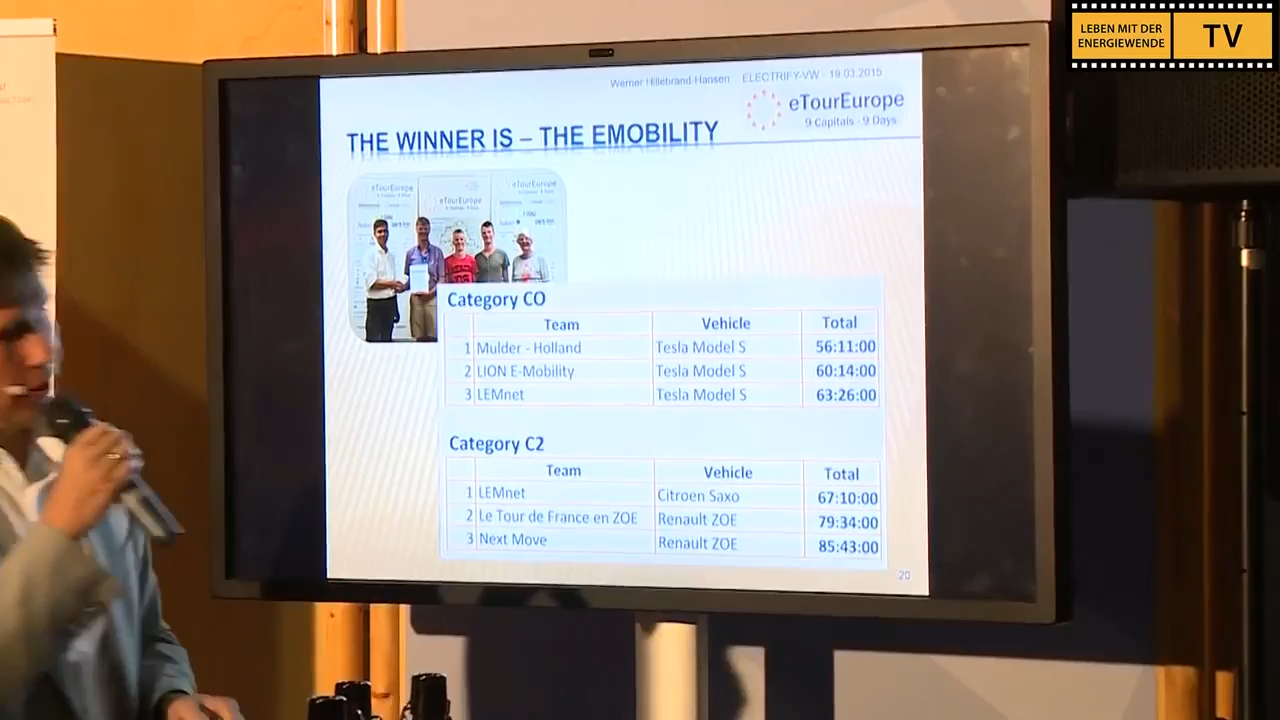 LEBEN MIT DER
ENERGIEWENDE
TV
Werner Hillebrand-Hansen ELECTRIFY-VW - 19.03.2015
eTourEurope
9 Capitals - 9 Days
THE WINNER IS – THE EMOBILITY
eTourEurope
eTourEurope
eTourEurope
Category CO
Team Vehicle Total
1 Mulder - Holland Tesla Model S 56:11:00
2 LION E-Mobility Tesla Model S 60:14:00
3 LEMnet Tesla Model S 63:26:00
Category C2
Team Vehicle Total
1 LEMnet Citroen Saxo 67:10:00
2 Le Tour de France en ZOE Renault ZOE 79:34:00
3 Next Move Renault ZOE 85:43:00
20